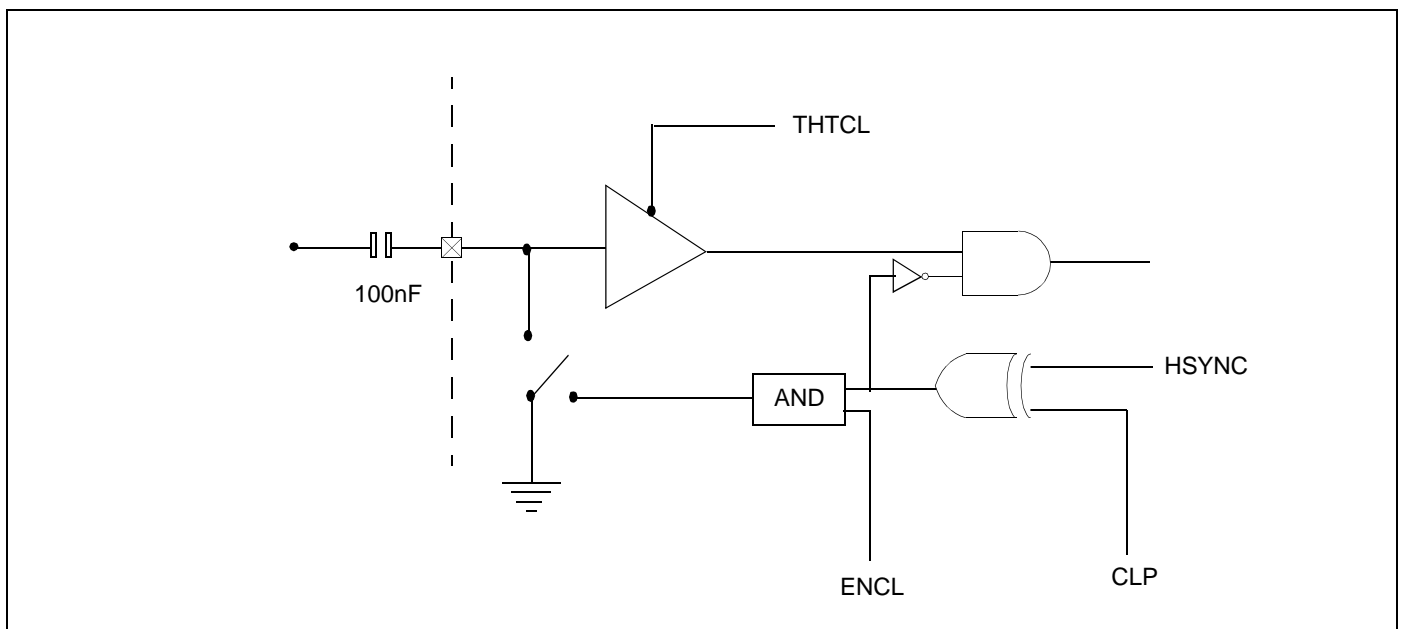 THTCL
100nF
HSYNC
AND
CLP
ENCL